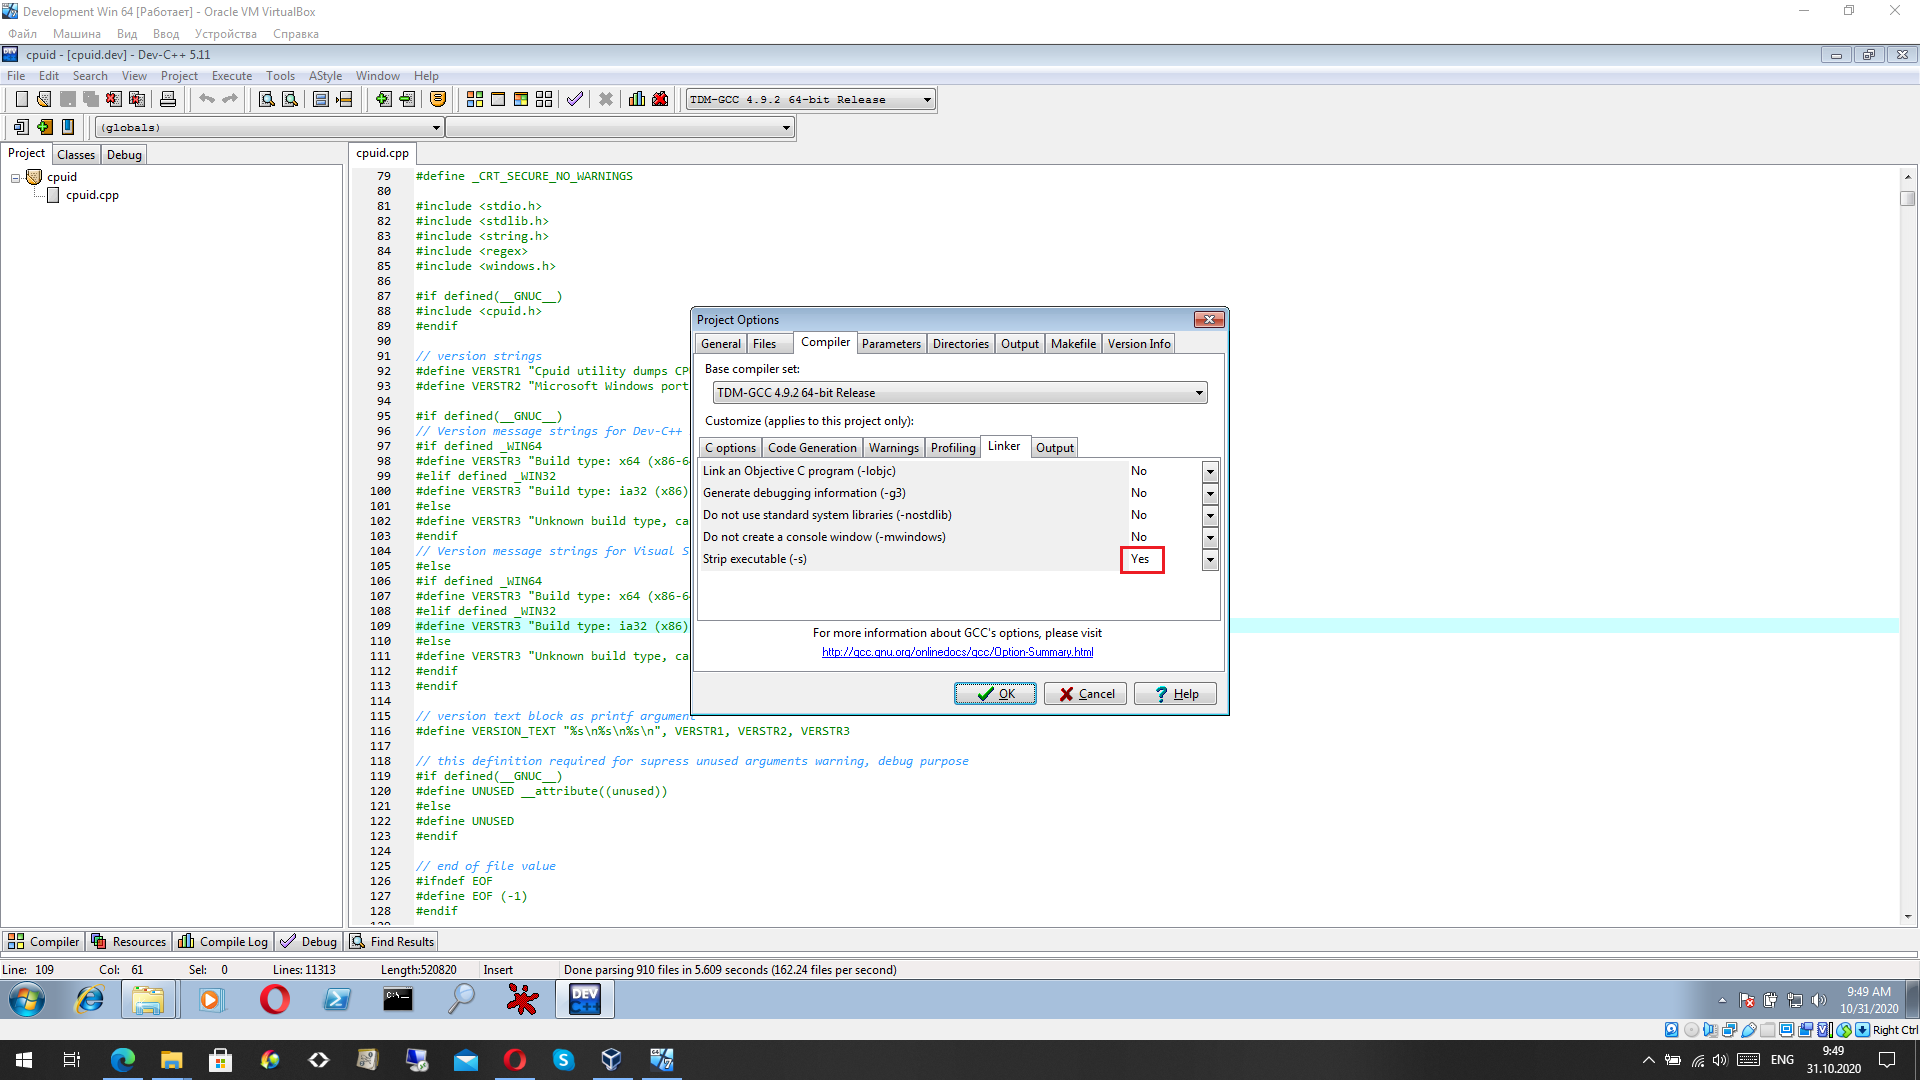 Development Win 64 [Работает] - Oracle VM VirtualBox
Файл Машина Вид Ввод Устройства Справка
cpuid - [cpuid.dev] - Dev-C++ 5.11
File Edit Search View Project Execute Tools AStyle Window Help
TDM-GCC 4.9.2 64-bit Release
(globals)
Project Classes Debug
cpuid
cpuid.cpp
cpuid.cpp
79 #define _CRT_SECURE_NO_WARNINGS
80
81 #include <stdio.h>
82 #include <stdlib.h>
83 #include <string.h>
84 #include <regex>
85 #include <windows.h>
86
87 #if defined(__GNUC__)
88 #include <cpuid.h>
89 #endif
90
91 // version strings
92 #define VERSTR1 "Cpuid utility dumps CP
93 #define VERSTR2 "Microsoft Windows port
94
95 #if defined(__GNUC__)
96 // Version message strings for Dev-C++
97 #if defined _WIN64
98 #define VERSTR3 "Build type: x64 (x86-6
99 #elif defined _WIN32
100 #define VERSTR3 "Build type: ia32 (x86)
101 #else
102 #define VERSTR3 "Unknown build type, ca
103 #endif
104 // Version message strings for Visual S
105 #else
106 #if defined _WIN64
107 #define VERSTR3 "Build type: x64 (x86-6
108 #elif defined _WIN32
109 #define VERSTR3 "Build type: ia32 (x86)
110 #else
111 #define VERSTR3 "Unknown build type, ca
112 #endif
113 #endif
114
115 // version text block as printf argument
116 #define VERSION_TEXT "%s\n%s\n%s\n", VERSTR1, VERSTR2, VERSTR3
117
118 // this definition required for supress unused arguments warning, debug purpose
119 #if defined(__GNUC__)
120 #define UNUSED __attribute((unused))
121 #else
122 #define UNUSED
123 #endif
124
125 // end of file value
126 #ifndef EOF
127 #define EOF (-1)
128 #endif
Project Options
General Files Compiler Parameters Directories Output Makefile Version Info
Base compiler set:
TDM-GCC 4.9.2 64-bit Release
Customize (applies to this project only):
C options Code Generation Warnings Profiling Linker Output
Link an Objective C program (-lobjc) No
Generate debugging information (-g3) No
Do not use standard system libraries (-nostdlib) No
Do not create a console window (-mwindows) No
Strip executable (-s) Yes
For more information about GCC's options, please visit
http://gcc.gnu.org/onlinedocs/gcc/Option-Summary.html
OK Cancel Help
Compiler Resources Compile Log Debug Find Results
Line: 109 Col: 61 Sel: 0 Lines: 11313 Length: 520820 Insert Done parsing 910 files in 5.609 seconds (162.24 files per second)
DEV C++
9:49 AM
10/31/2020
Right Ctrl
ENG
9:49
31.10.2020